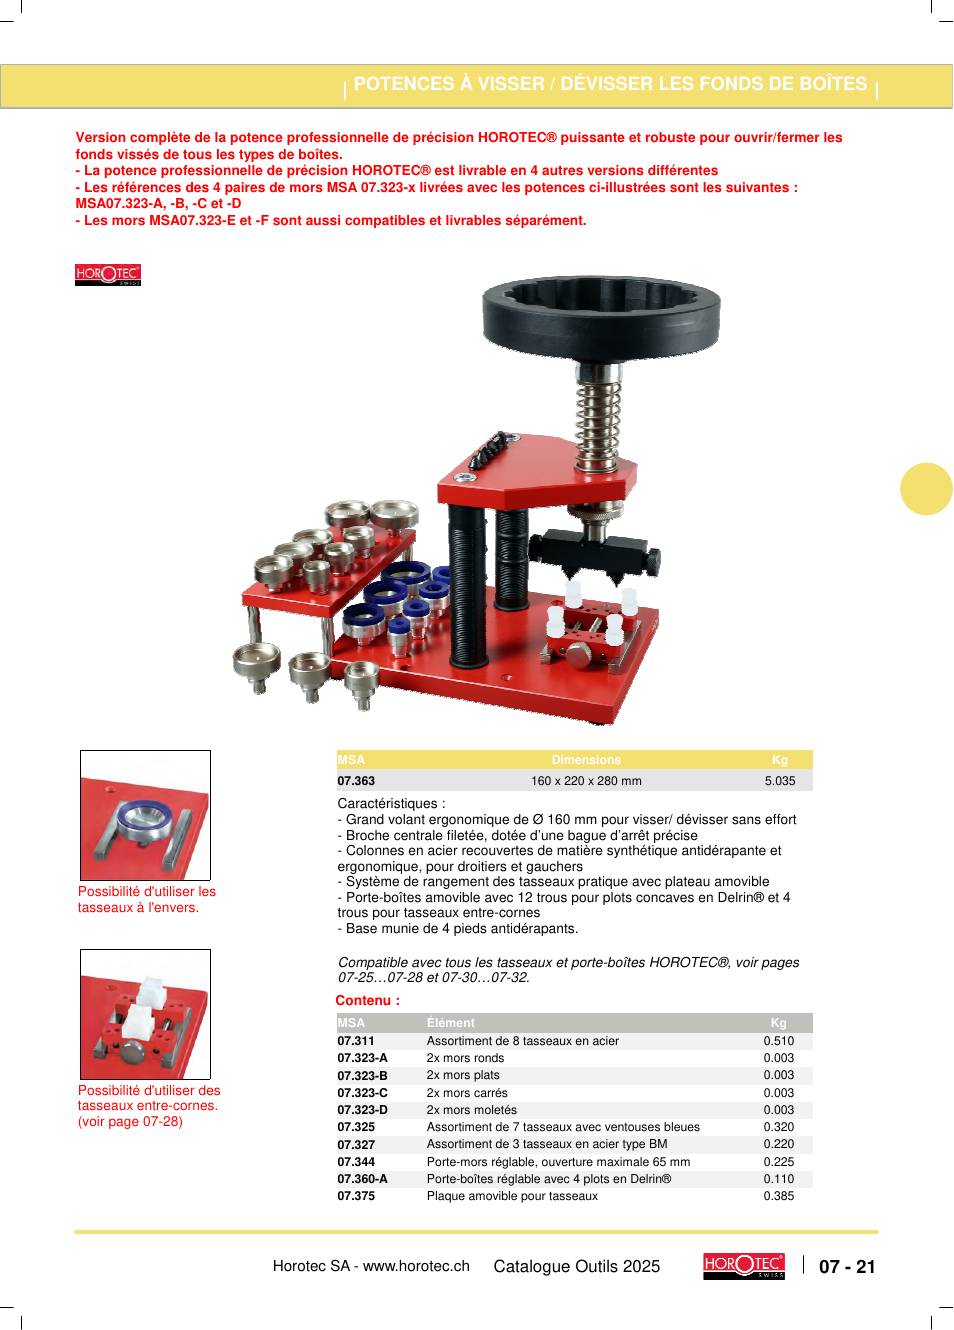 POTENCES À VISSER / DÉVISSER LES FONDS DE BOÎTES
Version complète de la potence professionnelle de précision HOROTEC® puissante et robuste pour ouvrir/fermer les
fonds vissés de tous les types de boîtes.
- La potence professionnelle de précision HOROTEC® est livrable en 4 autres versions différentes
- Les références des 4 paires de mors MSA 07.323-x livrées avec les potences ci-illustrées sont les suivantes :
MSA07.323-A, -B, -C et -D
- Les mors MSA07.323-E et -F sont aussi compatibles et livrables séparément.
HOROTEC®
SWISS
MSA Dimensions Kg
07.363 160 x 220 x 280 mm 5.035
Caractéristiques :
- Grand volant ergonomique de Ø 160 mm pour visser/ dévisser sans effort
- Broche centrale filetée, dotée d'une bague d'arrêt précise
- Colonnes en acier recouvertes de matière synthétique antidérapante et
ergonomique, pour droitiers et gauchers
- Système de rangement des tasseaux pratique avec plateau amovible
- Porte-boîtes amovible avec 12 trous pour plots concaves en Delrin® et 4
trous pour tasseaux entre-cornes
- Base munie de 4 pieds antidérapants.
Compatible avec tous les tasseaux et porte-boîtes HOROTEC®, voir pages
07-25…07-28 et 07-30…07-32.
Possibilité d'utiliser les
tasseaux à l'envers.
Possibilité d'utiliser des
tasseaux entre-cornes.
(voir page 07-28)
Contenu :
MSA Élément Kg
07.311 Assortiment de 8 tasseaux en acier 0.510
07.323-A 2x mors ronds 0.003
07.323-B 2x mors plats 0.003
07.323-C 2x mors carrés 0.003
07.323-D 2x mors moletés 0.003
07.325 Assortiment de 7 tasseaux avec ventouses bleues 0.320
07.327 Assortiment de 3 tasseaux en acier type BM 0.220
07.344 Porte-mors réglable, ouverture maximale 65 mm 0.225
07.360-A Porte-boîtes réglable avec 4 plots en Delrin® 0.110
07.375 Plaque amovible pour tasseaux 0.385
Horotec SA - www.horotec.ch Catalogue Outils 2025 HOROTEC® SWISS 07 - 21